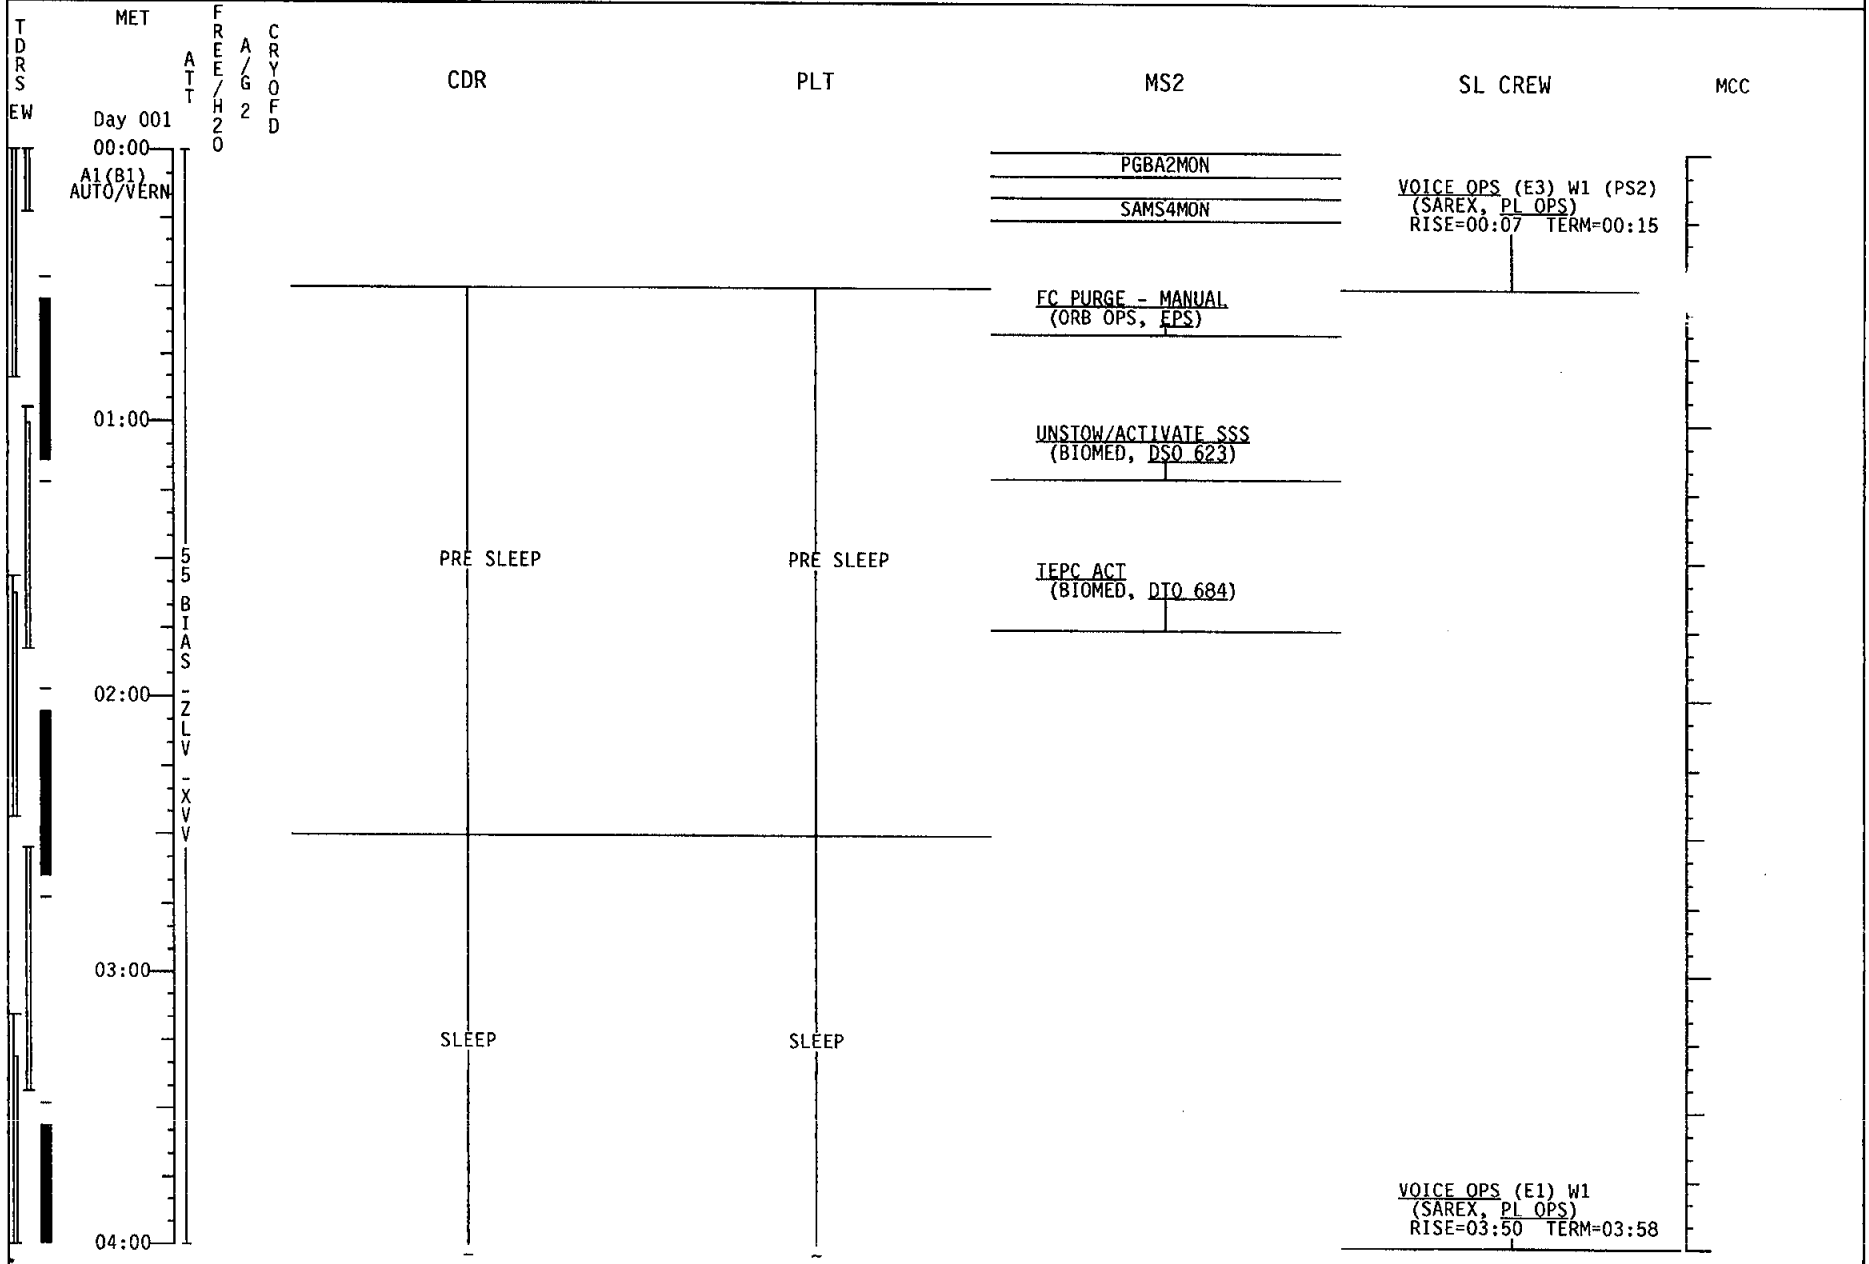 TDRS
EW
MET
ATT
FREE/H2O
A/G 2
CRYOFD
CDR
PLT
MS2
SL CREW
MCC
Day 001
00:00
A1(B1)
AUTO/VERN
PGBA2MON
SAMS4MON
VOICE OPS (E3) W1 (PS2)
(SAREX, PL OPS)
RISE=00:07 TERM=00:15
FC PURGE - MANUAL
(ORB OPS, EPS)
01:00
UNSTOW/ACTIVATE SSS
(BIOMED, DSO 623)
55 BIAS -ZLV -XVV
PRE SLEEP
PRE SLEEP
TEPC ACT
(BIOMED, DTO 684)
02:00
03:00
SLEEP
SLEEP
VOICE OPS (E1) W1
(SAREX, PL OPS)
RISE=03:50 TERM=03:58
04:00